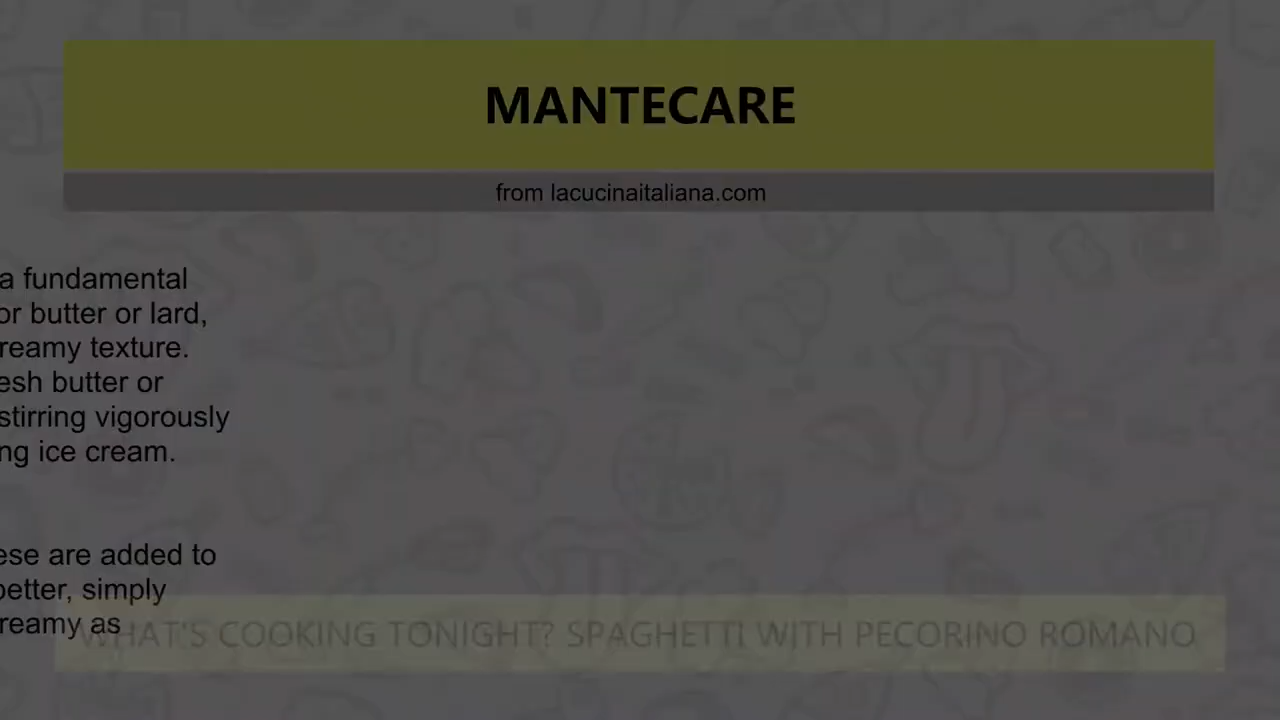 MANTECARE
from lacucinaitaliana.com
a fundamental
or butter or lard,
reamy texture.
esh butter or
stirring vigorously
ng ice cream.
ese are added to
better, simply
reamy as
WHAT'S COOKING TONIGHT? SPAGHETTI WITH PECORINO ROMANO